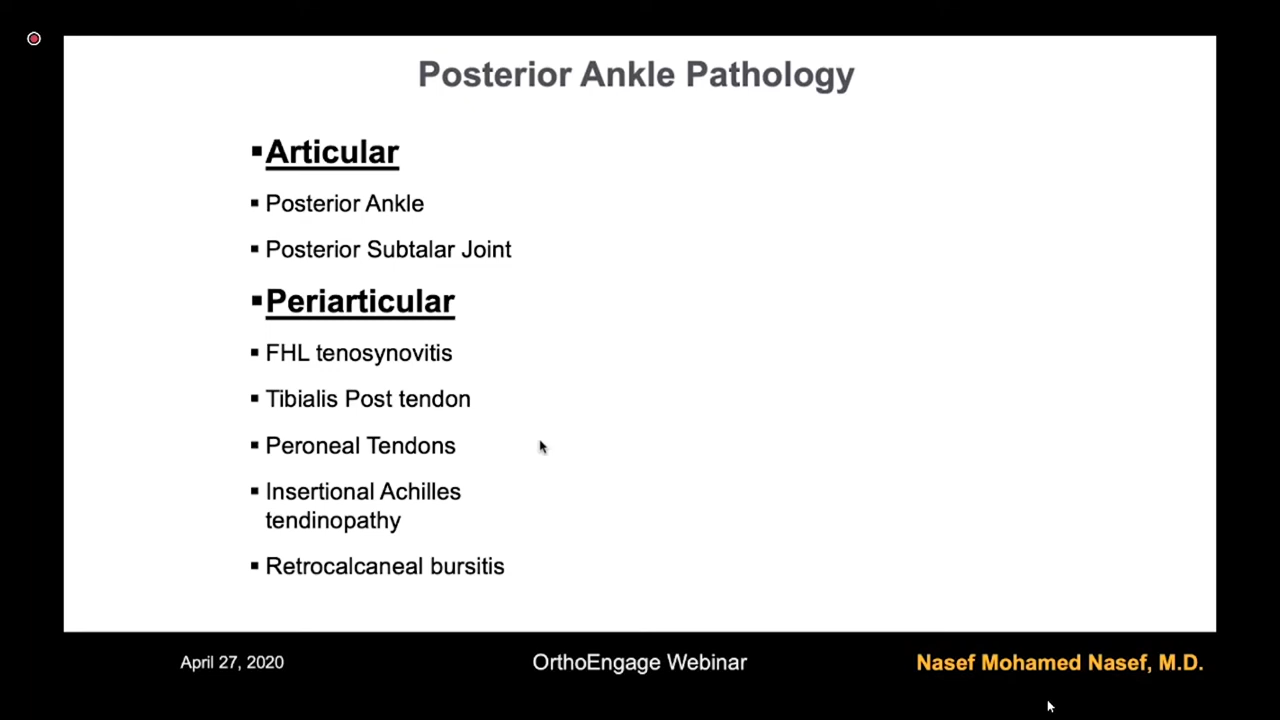 Posterior Ankle Pathology
▪Articular
▪ Posterior Ankle
▪ Posterior Subtalar Joint
▪Periarticular
▪ FHL tenosynovitis
▪ Tibialis Post tendon
▪ Peroneal Tendons
▪ Insertional Achilles
tendinopathy
▪ Retrocalcaneal bursitis
April 27, 2020
OrthoEngage Webinar
Nasef Mohamed Nasef, M.D.